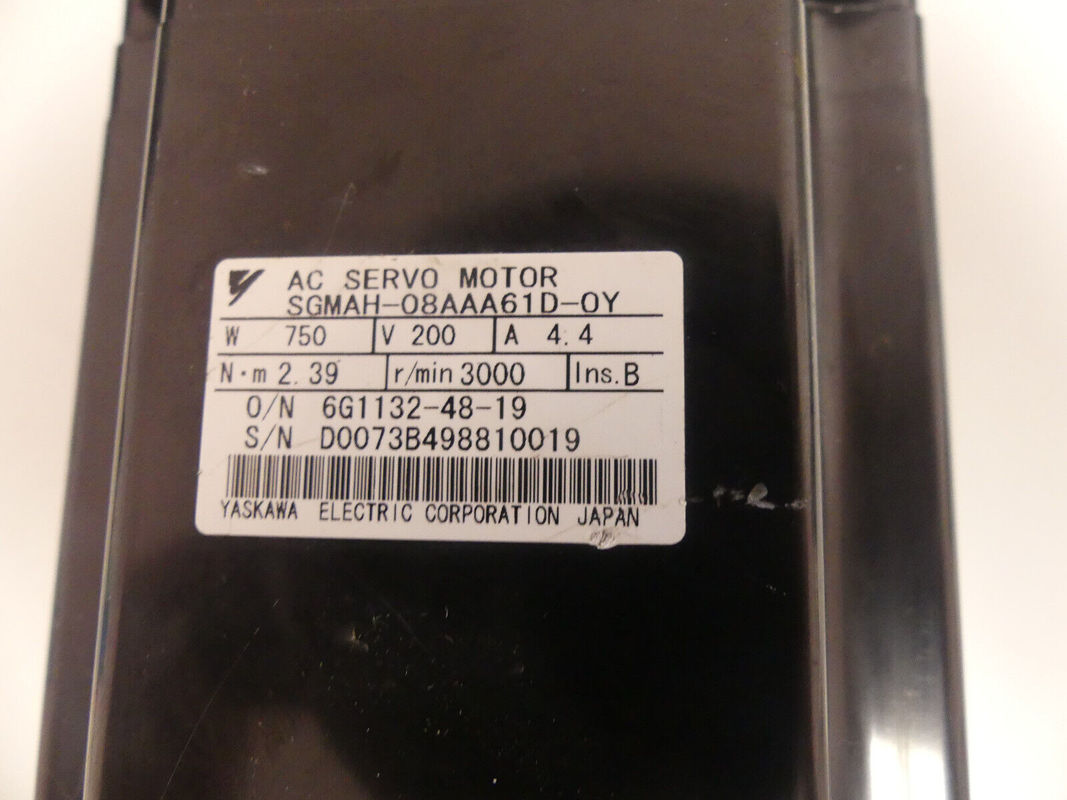 AC SERVO MOTOR
SGMAH-08AAA61D-0Y
W 750 V 200 A 4.4
N·m 2.39 r/min 3000 Ins. B
O/N 6G1132-48-19
S/N D0073B498810019
YASKAWA ELECTRIC CORPORATION JAPAN